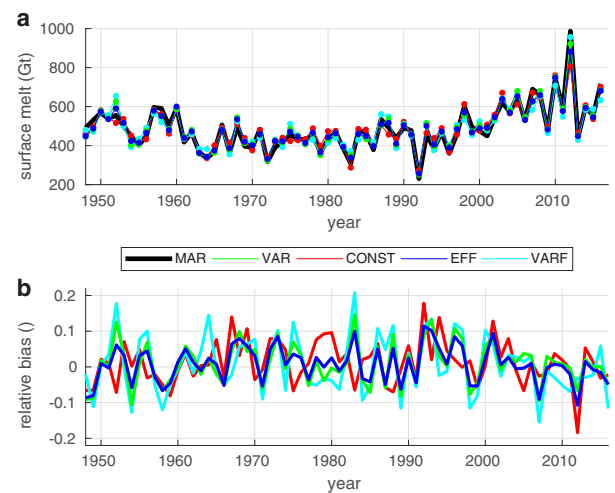 a
surface melt (Gt)
1000
800
600
400
200
1950 1960 1970 1980 1990 2000 2010
year
MAR VAR CONST EFF VARF
b
relative bias ()
0.2
0.1
0
-0.1
-0.2
1950 1960 1970 1980 1990 2000 2010
year